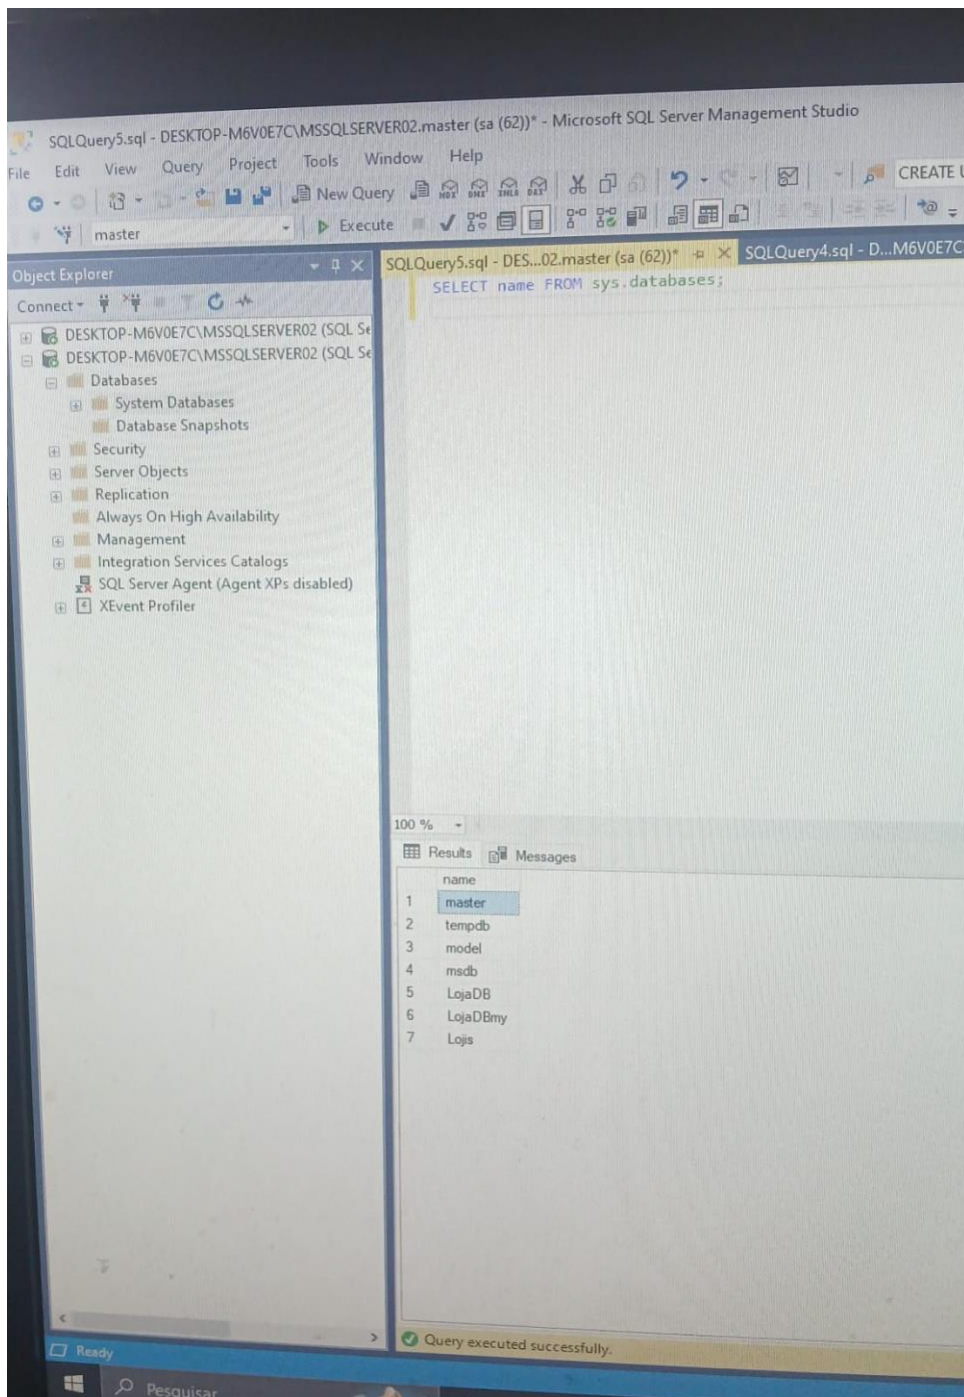 SQLQuery5.sql - DESKTOP-M6V0E7C\MSSQLSERVER02.master (sa (62))* - Microsoft SQL Server Management Studio
File Edit View Query Project Tools Window Help
New Query MDX DMX XMLA DAX CREATE U
master Execute
Object Explorer
SQLQuery5.sql - DES...02.master (sa (62))* SQLQuery4.sql - D...M6V0E7C
Connect
SELECT name FROM sys.databases;
DESKTOP-M6V0E7C\MSSQLSERVER02 (SQL Se
DESKTOP-M6V0E7C\MSSQLSERVER02 (SQL Se
Databases
System Databases
Database Snapshots
Security
Server Objects
Replication
Always On High Availability
Management
Integration Services Catalogs
SQL Server Agent (Agent XPs disabled)
XEvent Profiler
100 %
Results Messages
name
1 master
2 tempdb
3 model
4 msdb
5 LojaDB
6 LojaDBmy
7 Lojis
Query executed successfully.
Ready
Pesquisar